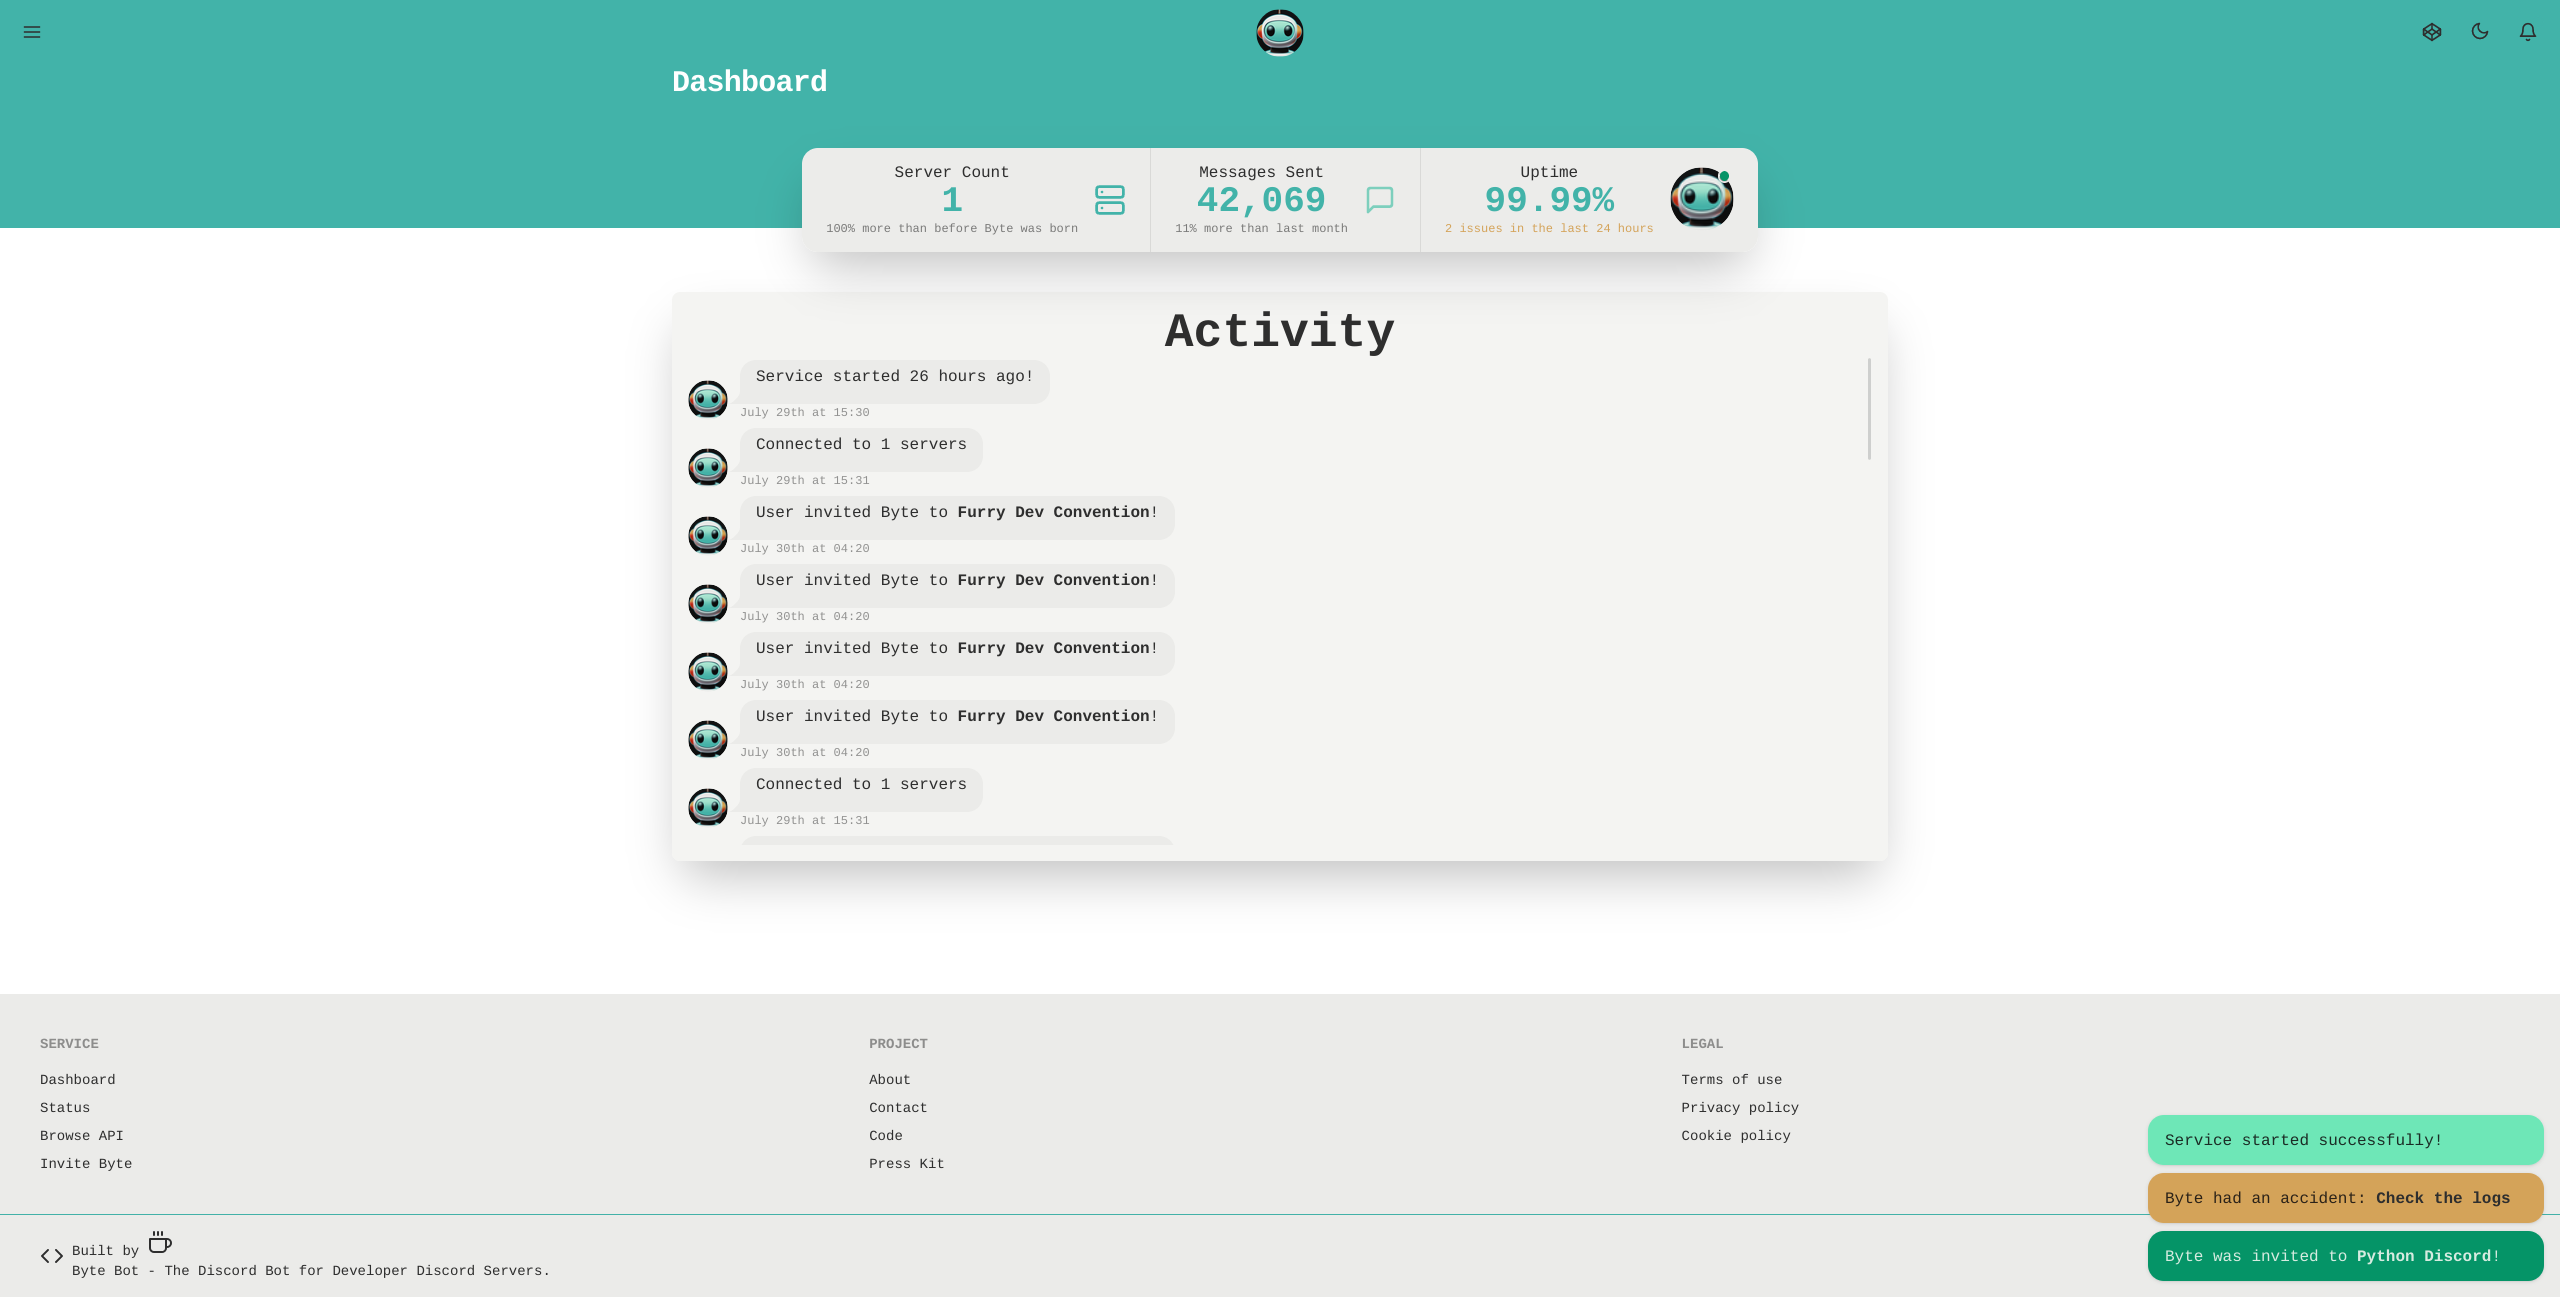 Dashboard
Server Count
1
100% more than before Byte was born
Messages Sent
42,069
11% more than last month
Uptime
99.99%
2 issues in the last 24 hours
Activity
Service started 26 hours ago!
July 29th at 15:30
Connected to 1 servers
July 29th at 15:31
User invited Byte to Furry Dev Convention!
July 30th at 04:20
User invited Byte to Furry Dev Convention!
July 30th at 04:20
User invited Byte to Furry Dev Convention!
July 30th at 04:20
User invited Byte to Furry Dev Convention!
July 30th at 04:20
Connected to 1 servers
July 29th at 15:31
SERVICE
Dashboard
Status
Browse API
Invite Byte
PROJECT
About
Contact
Code
Press Kit
LEGAL
Terms of use
Privacy policy
Cookie policy
Service started successfully!
Byte had an accident: Check the logs
Byte was invited to Python Discord!
Built by
Byte Bot - The Discord Bot for Developer Discord Servers.